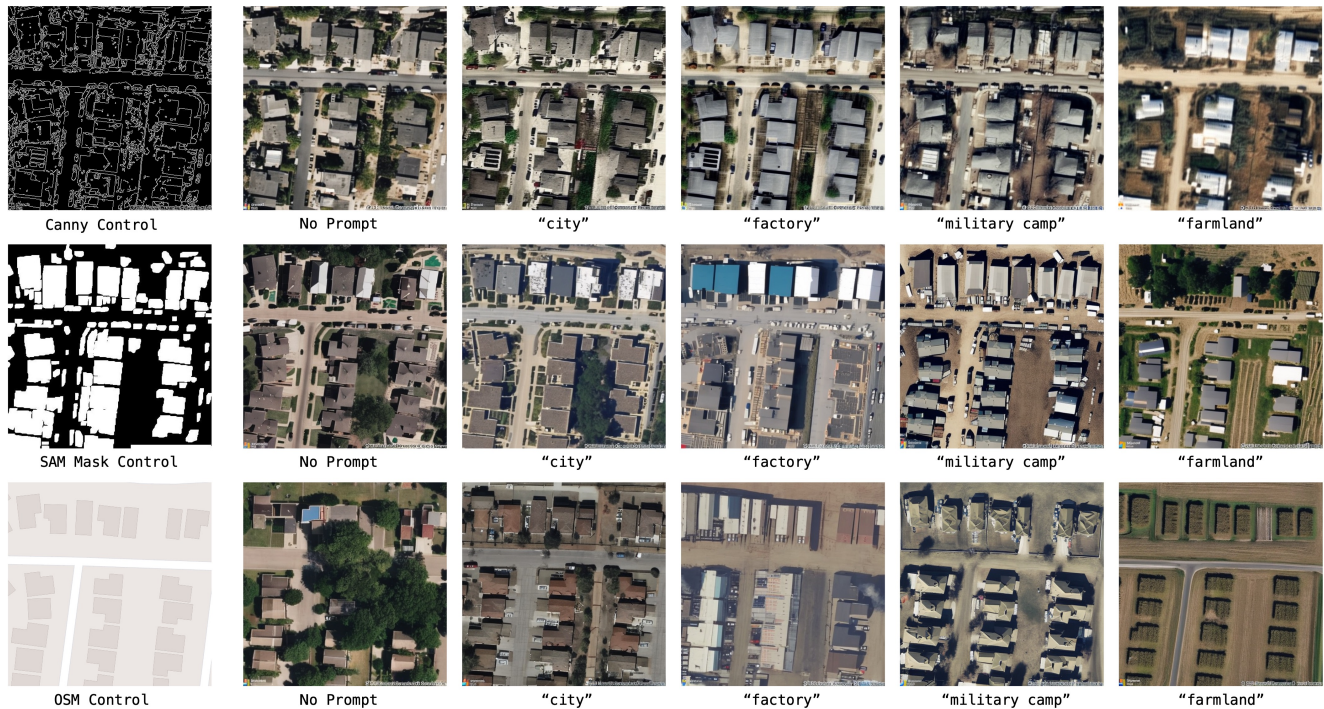 Canny Control
No Prompt
“city”
“factory”
“military camp”
“farmland”
SAM Mask Control
No Prompt
“city”
“factory”
“military camp”
“farmland”
OSM Control
No Prompt
“city”
“factory”
“military camp”
“farmland”